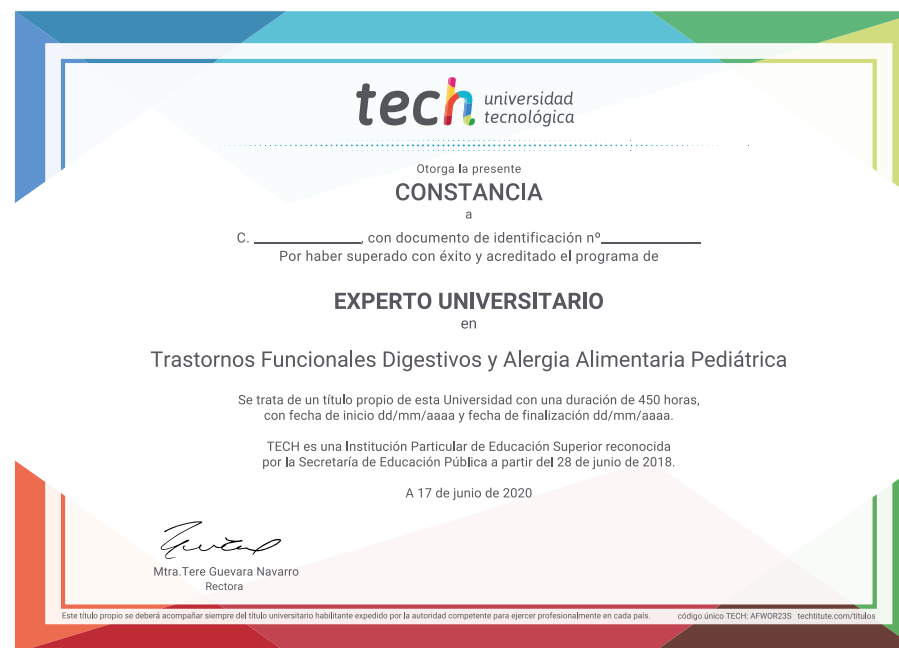 tech universidad
tecnológica
Otorga la presente
CONSTANCIA
a
C. ____________, con documento de identificación nº____________
Por haber superado con éxito y acreditado el programa de
EXPERTO UNIVERSITARIO
en
Trastornos Funcionales Digestivos y Alergia Alimentaria Pediátrica
Se trata de un título propio de esta Universidad con una duración de 450 horas,
con fecha de inicio dd/mm/aaaa y fecha de finalización dd/mm/aaaa.
TECH es una Institución Particular de Educación Superior reconocida
por la Secretaría de Educación Pública a partir del 28 de junio de 2018.
A 17 de junio de 2020
Mtra.Tere Guevara Navarro
Rectora
Este título propio se deberá acompañar siempre del título universitario habilitante expedido por la autoridad competente para ejercer profesionalmente en cada país. código único TECH: AFWOR23S techtitute.com/titulos